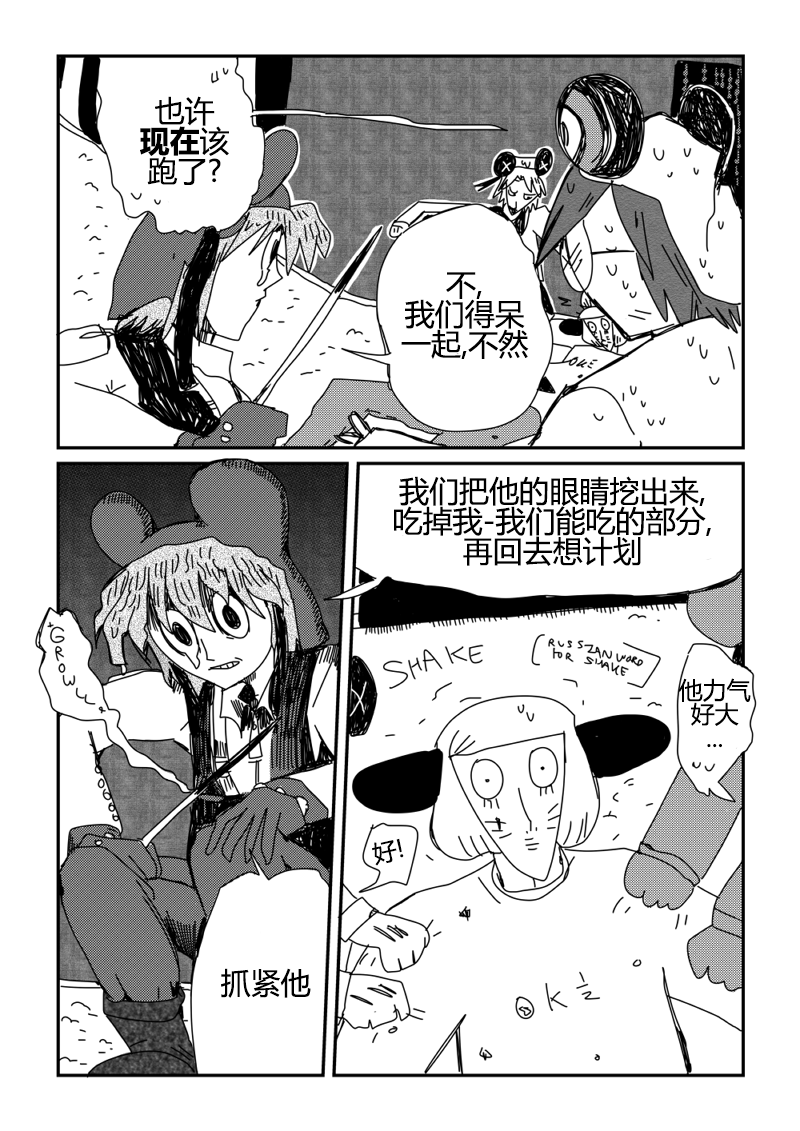 也许
现在该
跑了?
不,
我们得呆
一起,不然
OKE
GROWL
抓紧他
我们把他的眼睛挖出来,
吃掉我-我们能吃的部分,
再回去想计划
SHAKE
RUSSIAN WORD
FOR SHAKE
他力气
好大
...
好!
OK ½